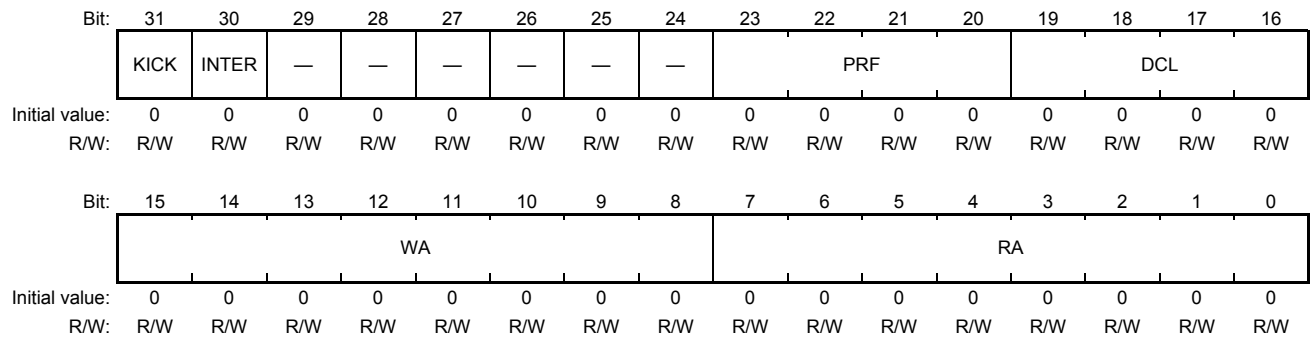 Bit: 31 30 29 28 27 26 25 24 23 22 21 20 19 18 17 16
KICK INTER — — — — — — PRF DCL
Initial value: 0 0 0 0 0 0 0 0 0 0 0 0 0 0 0 0
R/W: R/W R/W R/W R/W R/W R/W R/W R/W R/W R/W R/W R/W R/W R/W R/W R/W
Bit: 15 14 13 12 11 10 9 8 7 6 5 4 3 2 1 0
WA RA
Initial value: 0 0 0 0 0 0 0 0 0 0 0 0 0 0 0 0
R/W: R/W R/W R/W R/W R/W R/W R/W R/W R/W R/W R/W R/W R/W R/W R/W R/W